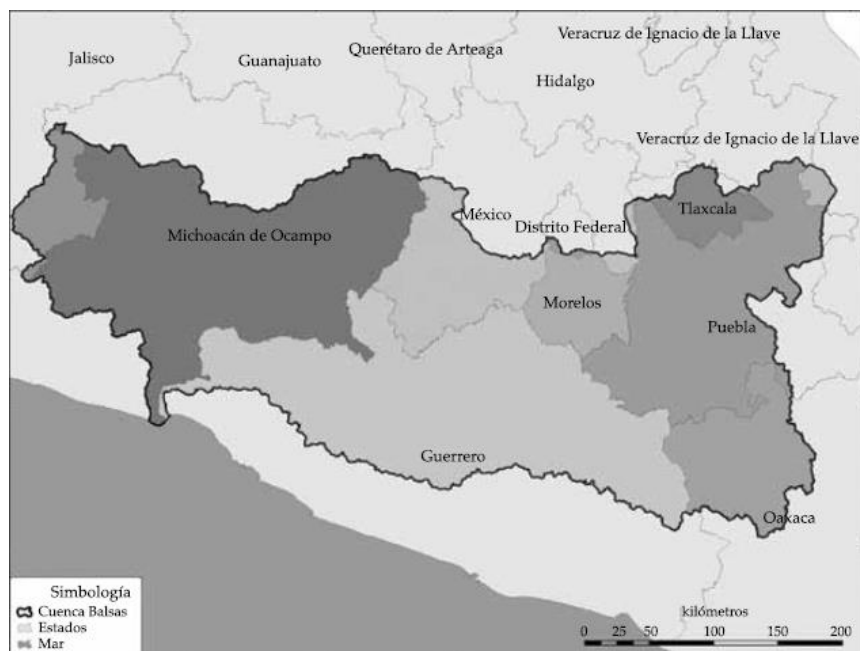 Querétaro de Arteaga
Veracruz de Ignacio de la Llave
Jalisco
Guanajuato
Hidalgo
Veracruz de Ignacio de la Llave
Tlaxcala
México
Distrito Federal
Michoacán de Ocampo
Morelos
Puebla
Guerrero
Oaxaca
Simbología
Cuenca Balsas
Estados
Mar
kilómetros
0 25 50 100 150 200